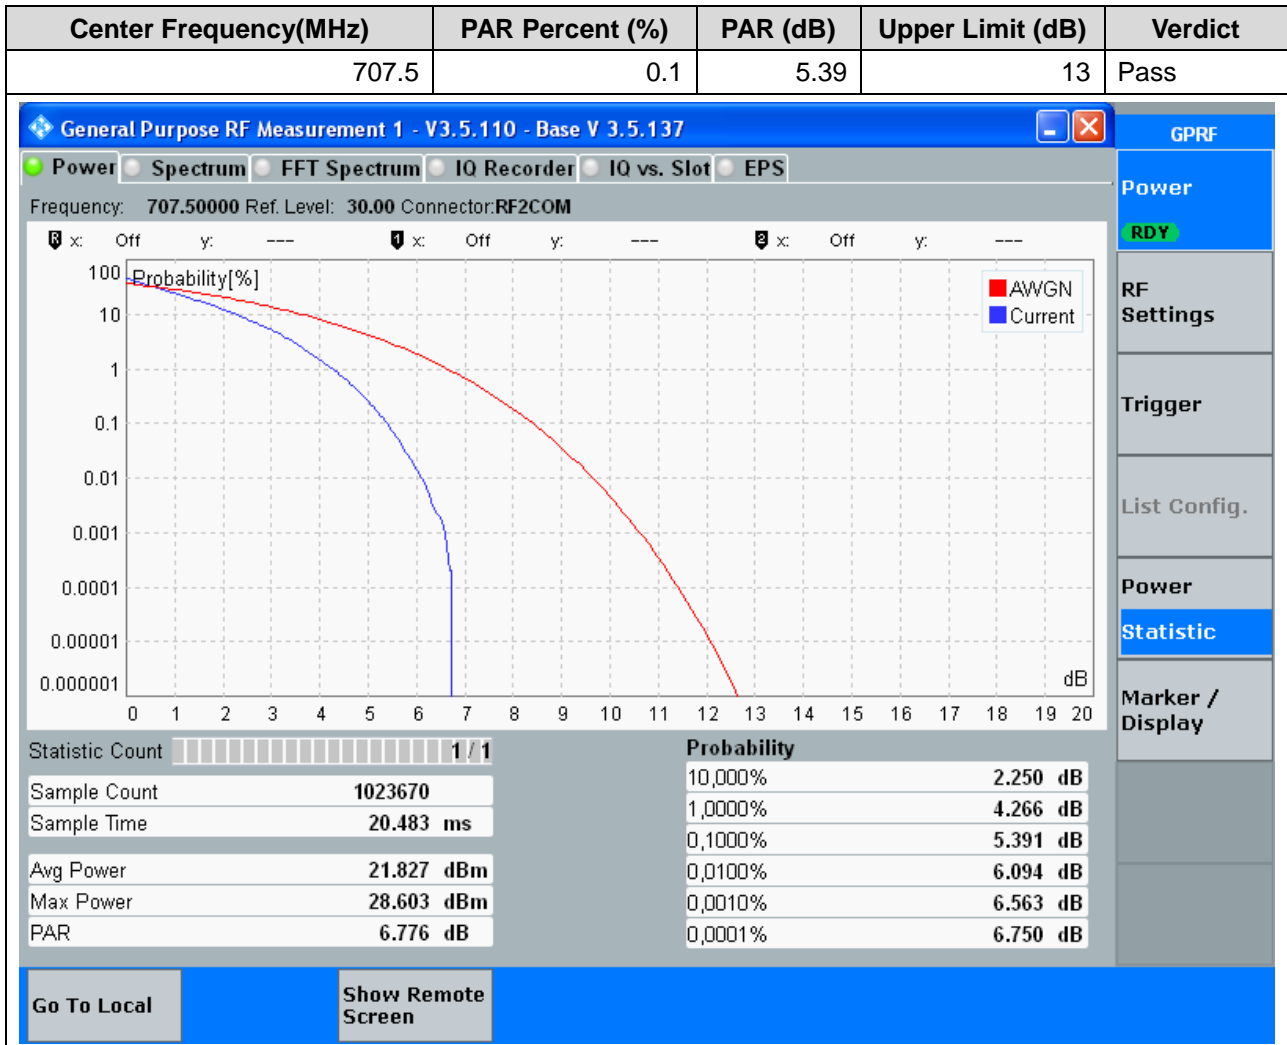 Center Frequency(MHz) PAR Percent (%) PAR (dB) Upper Limit (dB) Verdict
707.5 0.1 5.39 13 Pass
General Purpose RF Measurement 1 - V3.5.110 - Base V 3.5.137
GPRF
Power Spectrum FFT Spectrum IQ Recorder IQ vs. Slot EPS
Power
RDY
Frequency: 707.50000 Ref. Level: 30.00 Connector:RF2COM
R x: Off y: --- 1 x: Off y: --- 2 x: Off y: ---
Probability[%]
AWGN
Current
100
10
1
0.1
0.01
0.001
0.0001
0.00001
0.000001
dB
0 1 2 3 4 5 6 7 8 9 10 11 12 13 14 15 16 17 18 19 20
RF
Settings
Trigger
List Config.
Power
Statistic
Marker /
Display
Statistic Count 1 / 1
Sample Count 1023670
Sample Time 20.483 ms
Avg Power 21.827 dBm
Max Power 28.603 dBm
PAR 6.776 dB
Probability
10,000% 2.250 dB
1,0000% 4.266 dB
0,1000% 5.391 dB
0,0100% 6.094 dB
0,0010% 6.563 dB
0,0001% 6.750 dB
Go To Local
Show Remote
Screen